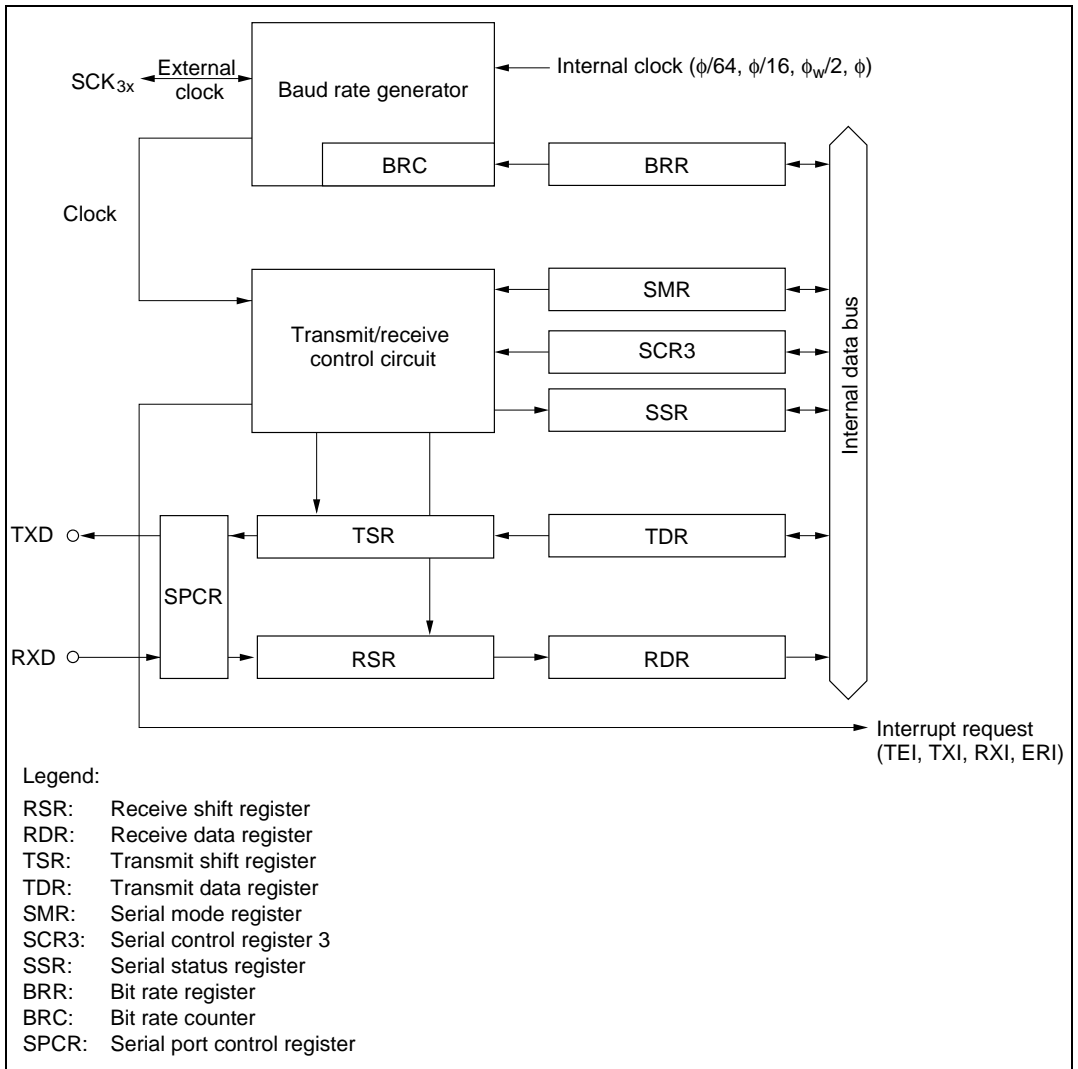 SCK3x
External
clock
Baud rate generator
Internal clock (ϕ/64, ϕ/16, ϕw/2, ϕ)
BRC
BRR
Clock
Transmit/receive
control circuit
SMR
SCR3
SSR
Internal data bus
TXD
TSR
TDR
SPCR
RXD
RSR
RDR
Interrupt request
(TEI, TXI, RXI, ERI)
Legend:
RSR: Receive shift register
RDR: Receive data register
TSR: Transmit shift register
TDR: Transmit data register
SMR: Serial mode register
SCR3: Serial control register 3
SSR: Serial status register
BRR: Bit rate register
BRC: Bit rate counter
SPCR: Serial port control register